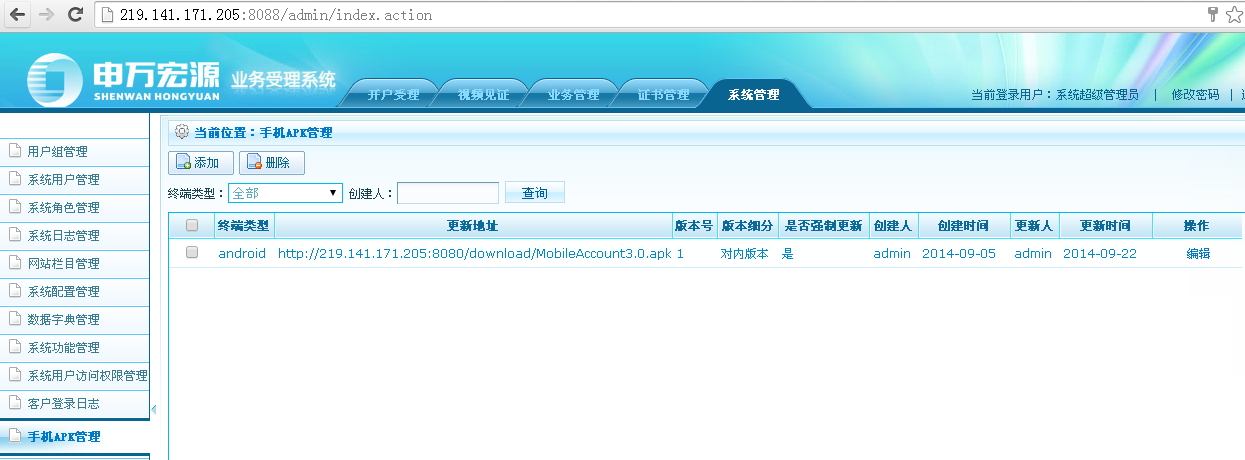 219.141.171.205:8088/admin/index.action
申万宏源 业务受理系统
SHENWAN HONGYUAN
开户受理 视频见证 业务管理 证书管理 系统管理
当前登录用户：系统超级管理员 | 修改密码 |
当前位置：手机APK管理
添加 删除
终端类型： 全部 创建人： 查询
终端类型 更新地址 版本号 版本细分 是否强制更新 创建人 创建时间 更新人 更新时间 操作
android http://219.141.171.205:8080/download/MobileAccount3.0.apk 1 对内版本 是 admin 2014-09-05 admin 2014-09-22 编辑
用户组管理
系统用户管理
系统角色管理
系统日志管理
网站栏目管理
系统配置管理
数据字典管理
系统功能管理
系统用户访问权限管理
客户登录日志
手机APK管理